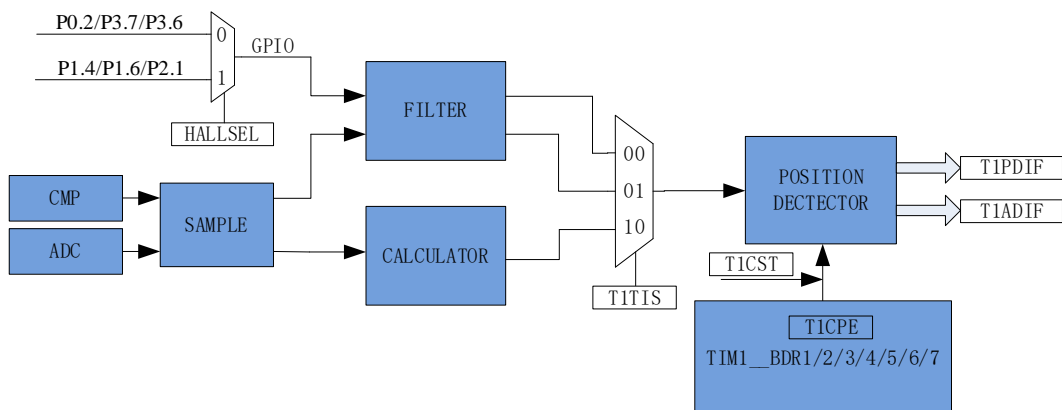 P0.2/P3.7/P3.6
0
P1.4/P1.6/P2.1
1
GPIO
HALLSEL
FILTER
CMP
ADC
SAMPLE
CALCULATOR
00
01
10
T1TIS
POSITION
DECTECTOR
T1PDIF
T1ADIF
T1CST
T1CPE
TIM1__BDR1/2/3/4/5/6/7